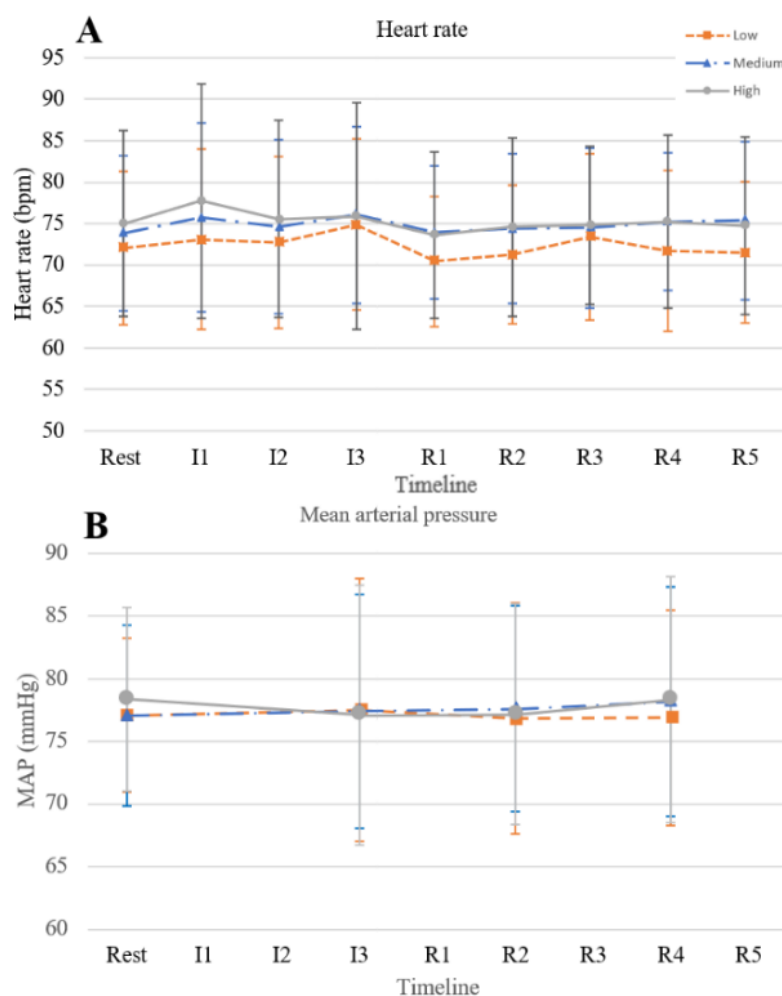 A
Heart rate
Low
Medium
High
Heart rate (bpm)
95
90
85
80
75
70
65
60
55
50
Rest I1 I2 I3 R1 R2 R3 R4 R5
Timeline
B
Mean arterial pressure
MAP (mmHg)
90
85
80
75
70
65
60
Rest I1 I2 I3 R1 R2 R3 R4 R5
Timeline